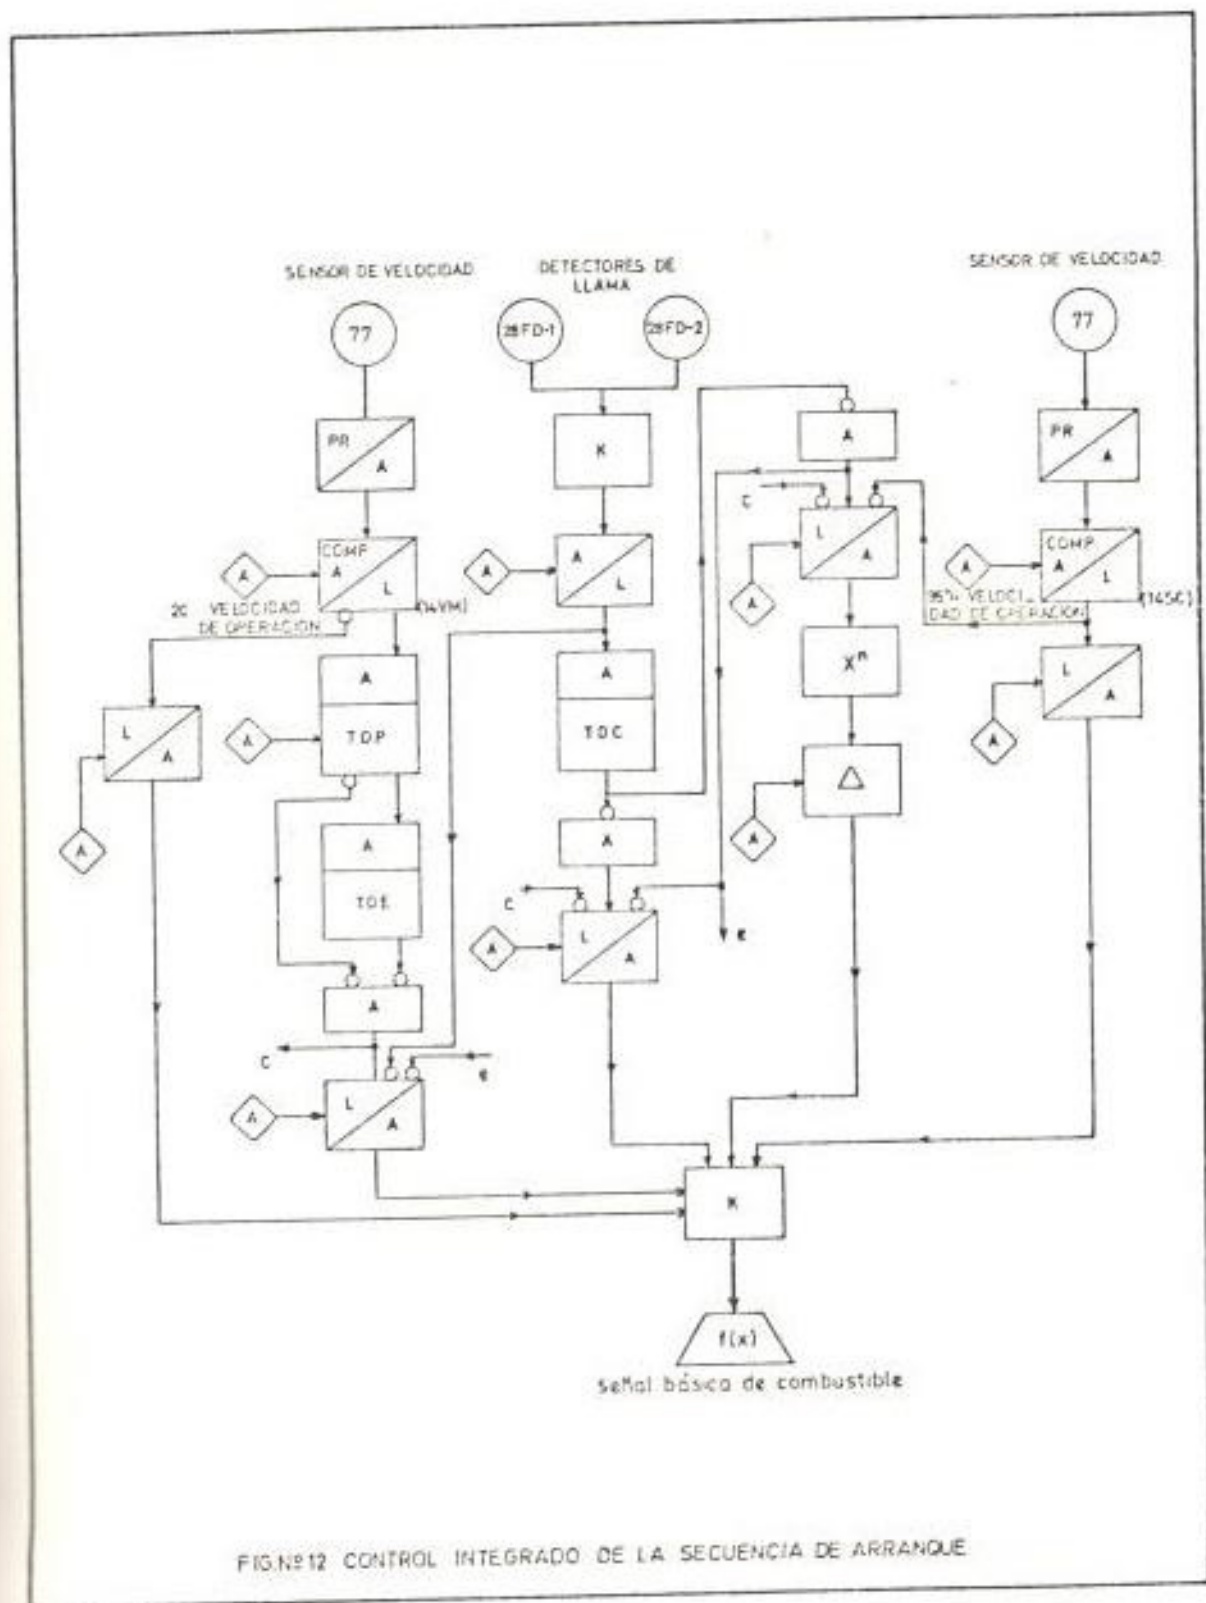 SENSOR DE VELOCIDAD
DETECTORES DE
LLAMA
SENSOR DE VELOCIDAD
77
28FD-1
28FD-2
77
PR
A
K
A
PR
A
C
COMP
A
L
(14VM)
A
A
L
A
L
A
A
A
COMP.
A
L
(14SC)
20 VELOCIDAD
DE OPERACION
95% VELOCI_
DAD DE OPERACION
A
TDP
A
A
TDC
Xⁿ
L
A
A
L
A
A
△
A
A
TDE
A
C
L
A
A
e
A
C
e
L
A
A
K
f(x)
señal básica de combustible
FIG.Nº12 CONTROL INTEGRADO DE LA SECUENCIA DE ARRANQUE